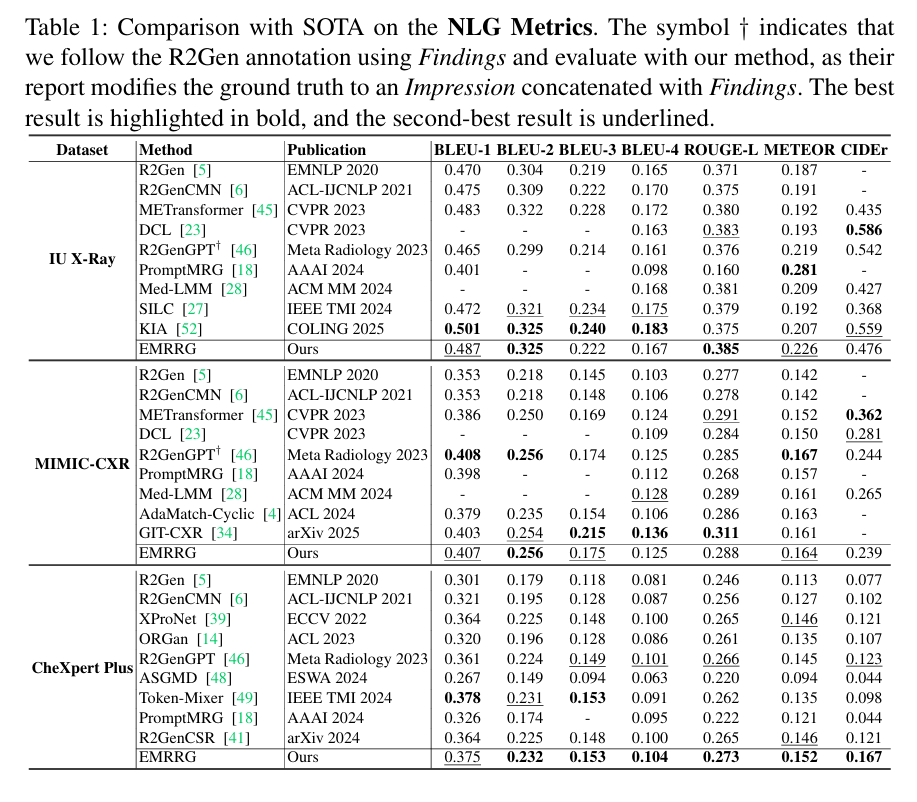 Table 1: Comparison with SOTA on the NLG Metrics. The symbol † indicates that
we follow the R2Gen annotation using Findings and evaluate with our method, as their
report modifies the ground truth to an Impression concatenated with Findings. The best
result is highlighted in bold, and the second-best result is underlined.
Dataset Method Publication BLEU-1 BLEU-2 BLEU-3 BLEU-4 ROUGE-L METEOR CIDEr
IU X-Ray
R2Gen [5] EMNLP 2020 0.470 0.304 0.219 0.165 0.371 0.187 -
R2GenCMN [6] ACL-IJCNLP 2021 0.475 0.309 0.222 0.170 0.375 0.191 -
METransformer [45] CVPR 2023 0.483 0.322 0.228 0.172 0.380 0.192 0.435
DCL [23] CVPR 2023 - - - 0.163 0.383 0.193 0.586
R2GenGPT† [46] Meta Radiology 2023 0.465 0.299 0.214 0.161 0.376 0.219 0.542
PromptMRG [18] AAAI 2024 0.401 - - 0.098 0.160 0.281 -
Med-LMM [28] ACM MM 2024 - - - 0.168 0.381 0.209 0.427
SILC [27] IEEE TMI 2024 0.472 0.321 0.234 0.175 0.379 0.192 0.368
KIA [52] COLING 2025 0.501 0.325 0.240 0.183 0.375 0.207 0.559
EMRRG Ours 0.487 0.325 0.222 0.167 0.385 0.226 0.476
MIMIC-CXR
R2Gen [5] EMNLP 2020 0.353 0.218 0.145 0.103 0.277 0.142 -
R2GenCMN [6] ACL-IJCNLP 2021 0.353 0.218 0.148 0.106 0.278 0.142 -
METransformer [45] CVPR 2023 0.386 0.250 0.169 0.124 0.291 0.152 0.362
DCL [23] CVPR 2023 - - - 0.109 0.284 0.150 0.281
R2GenGPT† [46] Meta Radiology 2023 0.408 0.256 0.174 0.125 0.285 0.167 0.244
PromptMRG [18] AAAI 2024 0.398 - - 0.112 0.268 0.157 -
Med-LMM [28] ACM MM 2024 - - - 0.128 0.289 0.161 0.265
AdaMatch-Cyclic [4] ACL 2024 0.379 0.235 0.154 0.106 0.286 0.163 -
GIT-CXR [34] arXiv 2025 0.403 0.254 0.215 0.136 0.311 0.161 -
EMRRG Ours 0.407 0.256 0.175 0.125 0.288 0.164 0.239
CheXpert Plus
R2Gen [5] EMNLP 2020 0.301 0.179 0.118 0.081 0.246 0.113 0.077
R2GenCMN [6] ACL-IJCNLP 2021 0.321 0.195 0.128 0.087 0.256 0.127 0.102
XProNet [39] ECCV 2022 0.364 0.225 0.148 0.100 0.265 0.146 0.121
ORGan [14] ACL 2023 0.320 0.196 0.128 0.086 0.261 0.135 0.107
R2GenGPT [46] Meta Radiology 2023 0.361 0.224 0.149 0.101 0.266 0.145 0.123
ASGMD [48] ESWA 2024 0.267 0.149 0.094 0.063 0.220 0.094 0.044
Token-Mixer [49] IEEE TMI 2024 0.378 0.231 0.153 0.091 0.262 0.135 0.098
PromptMRG [18] AAAI 2024 0.326 0.174 - 0.095 0.222 0.121 0.044
R2GenCSR [41] arXiv 2024 0.364 0.225 0.148 0.100 0.265 0.146 0.121
EMRRG Ours 0.375 0.232 0.153 0.104 0.273 0.152 0.167